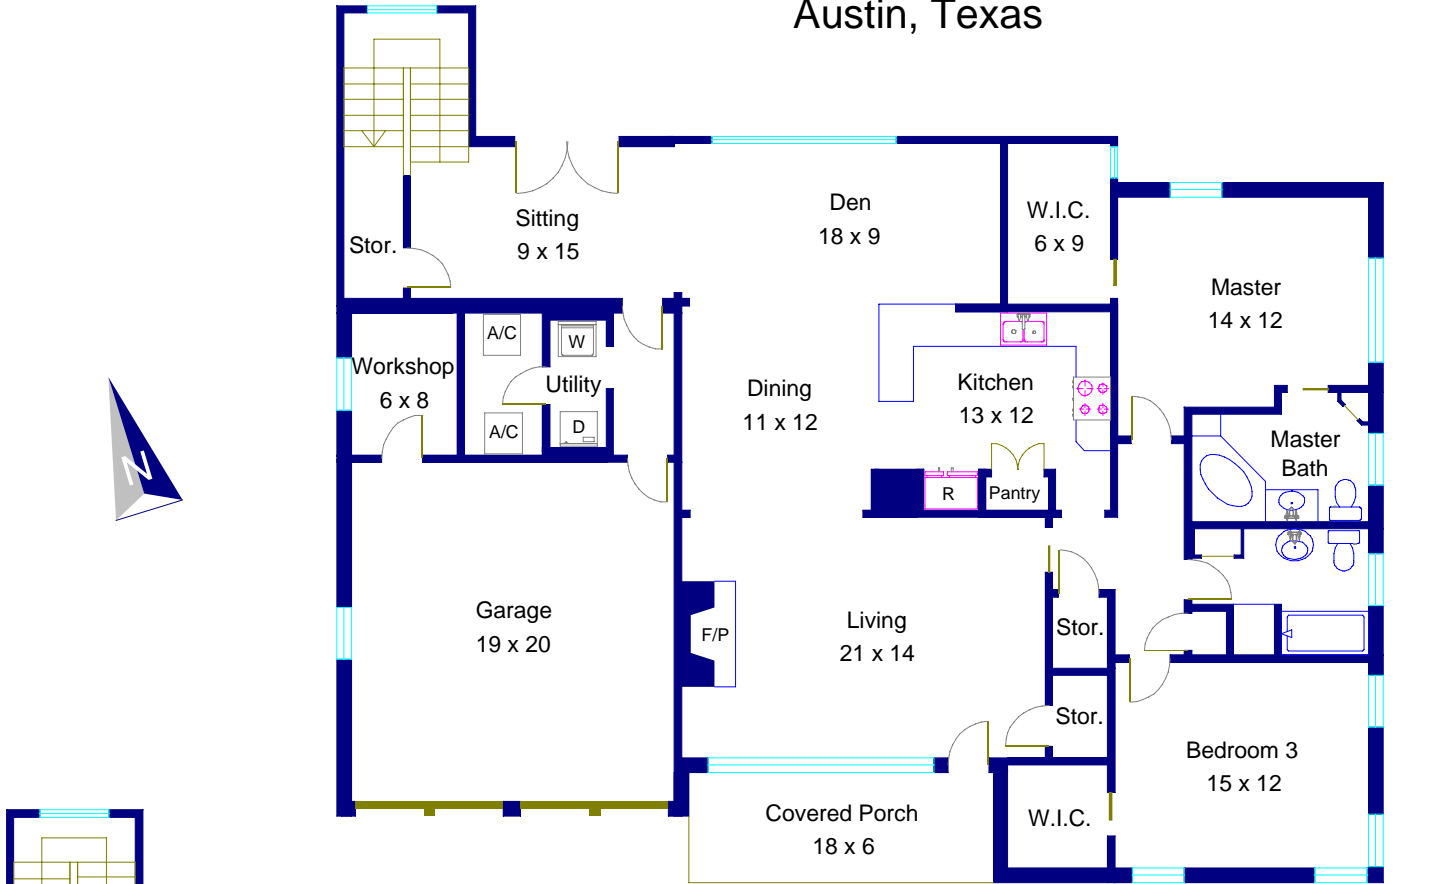 Austin, Texas
Den
18 x 9
W.I.C.
6 x 9
Sitting
9 x 15
Stor.
Master
14 x 12
A/C
W
Workshop
6 x 8
Utility
A/C
D
Dining
11 x 12
Kitchen
13 x 12
Master
Bath
R
Pantry
N
Garage
19 x 20
F/P
Living
21 x 14
Stor.
Stor.
Bedroom 3
15 x 12
Covered Porch
18 x 6
W.I.C.